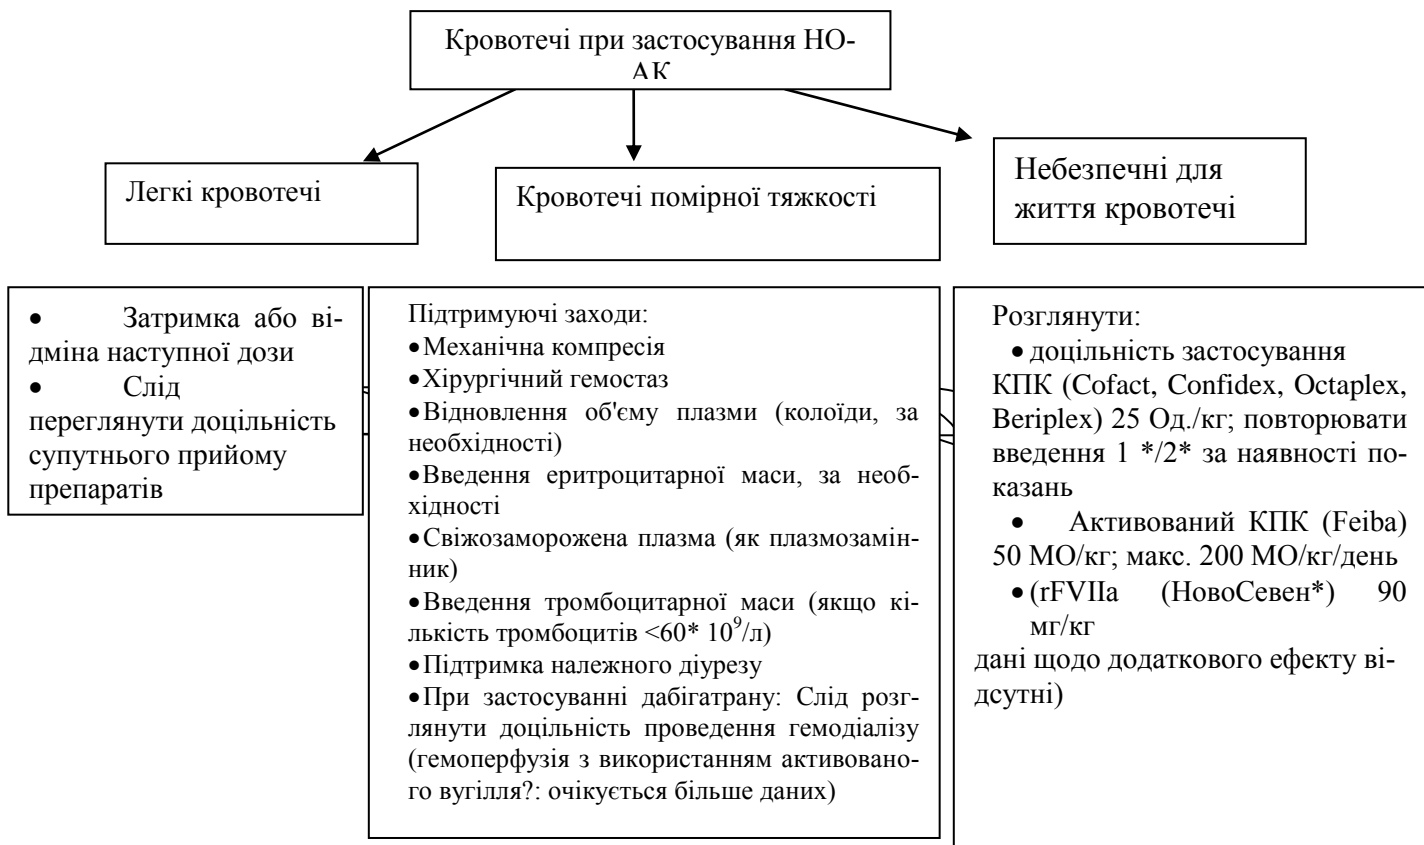 Кровотечі при застосування НО-
АК
Легкі кровотечі
Кровотечі помірної тяжкості
Небезпечні для
життя кровотечі
• Затримка або ві-
дміна наступної дози
• Слід
переглянути доцільність
супутнього прийому
препаратів
Підтримуючі заходи:
•Механічна компресія
•Хірургічний гемостаз
•Відновлення об'єму плазми (колоїди, за
необхідності)
•Введення еритроцитарної маси, за необ-
хідності
•Свіжозаморожена плазма (як плазмозамін-
ник)
•Введення тромбоцитарної маси (якщо кі-
лькість тромбоцитів <60* 10⁹/л)
•Підтримка належного діурезу
•При застосуванні дабігатрану: Слід розг-
лянути доцільність проведення гемодіалізу
(гемоперфузія з використанням активовано-
го вугілля?: очікується більше даних)
Розглянути:
• доцільність застосування
КПК (Cofact, Confidex, Octaplex,
Beriplex) 25 Од./кг; повторювати
введення 1 */2* за наявності по-
казань
• Активований КПК (Feiba)
50 МО/кг; макс. 200 МО/кг/день
• (rFVIIa (НовоСевен*) 90
мг/кг
дані щодо додаткового ефекту ві-
дсутні)